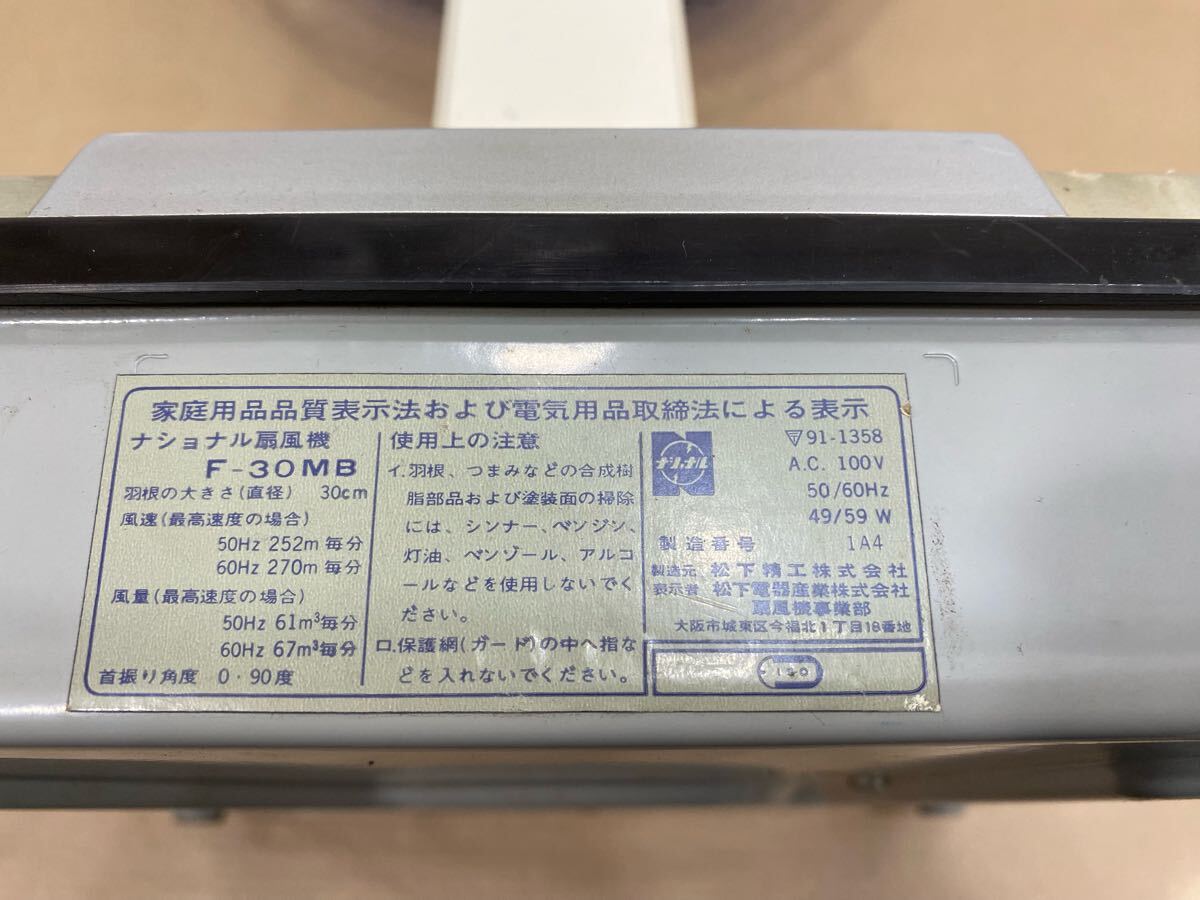 家庭用品品質表示法および電気用品取締法による表示
ナショナル扇風機
F-30MB
羽根の大きさ(直径) 30cm
風速(最高速度の場合)
50Hz 252m 毎分
60Hz 270m 毎分
風量(最高速度の場合)
50Hz 61m³毎分
60Hz 67m³毎分
首振り角度 0・90度
使用上の注意
イ.羽根、つまみなどの合成樹
脂部品および塗装面の掃除
には、シンナー、ベンジン、
灯油、ベンゾール、アルコ
ールなどを使用しないでく
ださい。
ロ.保護網(ガード)の中へ指な
どを入れないでください。
ナショナル
91-1358
A.C. 100V
50/60Hz
49/59 W
製造番号 1A4
製造元 松下精工株式会社
表示者 松下電器産業株式会社
扇風機事業部
大阪市城東区今福北1丁目18番地